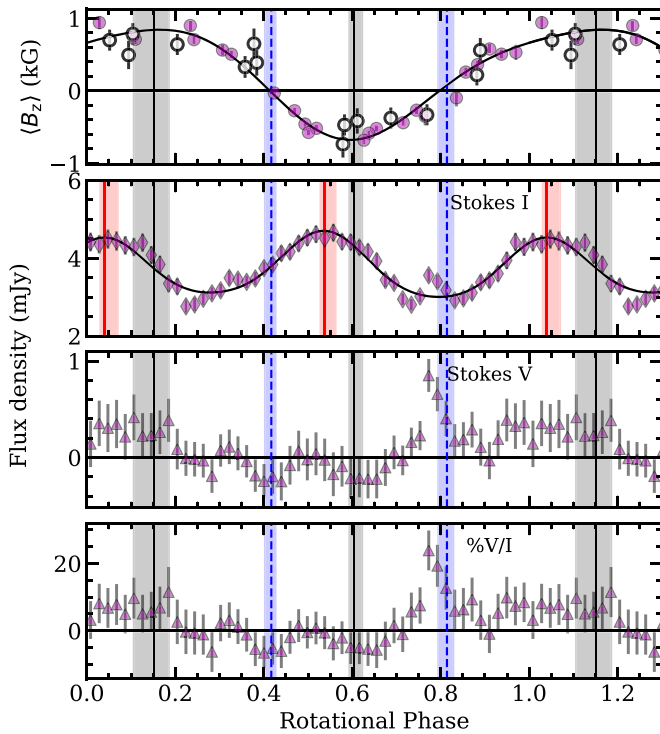 ⟨B_z⟩ (kG)
1
0
−1
Stokes I
6
4
2
Flux density (mJy)
Stokes V
1
0
%V/I
20
0
0.0 0.2 0.4 0.6 0.8 1.0 1.2
Rotational Phase